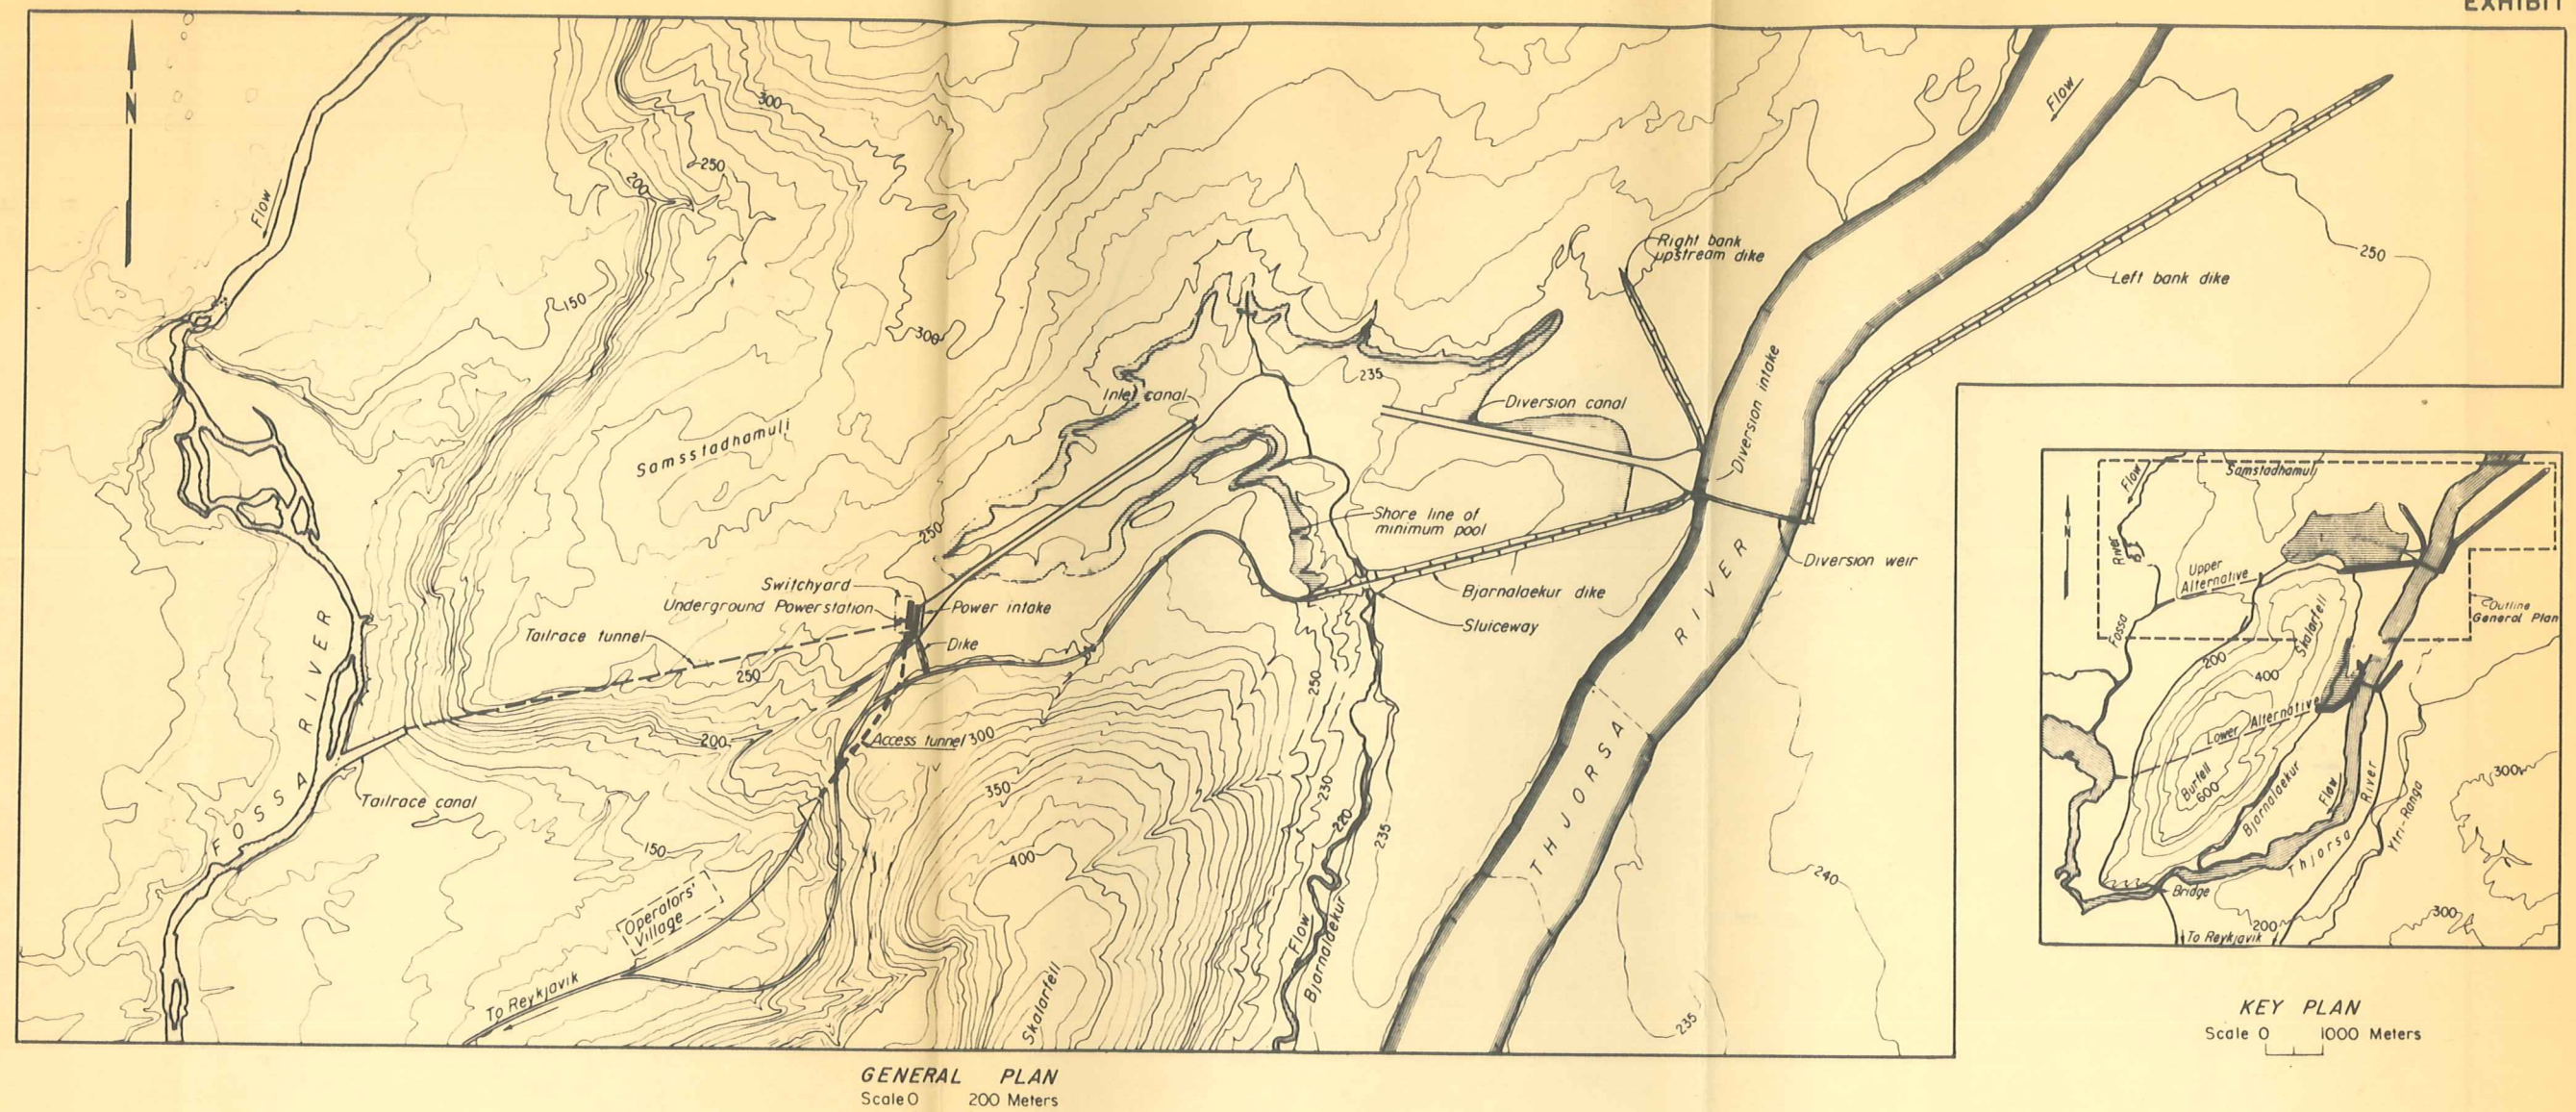 EXHIBIT
N
Flow
300
250
200
150
300
Samsstadhamuli
Inlet canal
235
Diversion canal
Right bank
upstream dike
Diversion intake
Flow
Left bank dike
250
250
Shore line of
minimum pool
Bjarnalaekur dike
Sluiceway
Diversion weir
Switchyard
Underground Powerstation
Power intake
Tailrace tunnel
Dike
250
200
Access tunnel
300
350
400
Tailrace canal
150
FOSSA RIVER
Operators'
Village
To Reykjavik
Skalarfell
250
230
220
235
Flow
Bjarnalaekur
THJORSA RIVER
240
235
GENERAL PLAN
Scale 0 200 Meters
Samstadhamuli
Flow
N
River
Fossa
Upper
Alternative
Skalarfell
Outline
General Plan
200
400
Lower Alternative
Burfell
600
Bjarnalaekur
Flow
River
Thjorsa
Ytri-Ranga
300
Bridge
200
300
To Reykjavik
KEY PLAN
Scale 0 1000 Meters